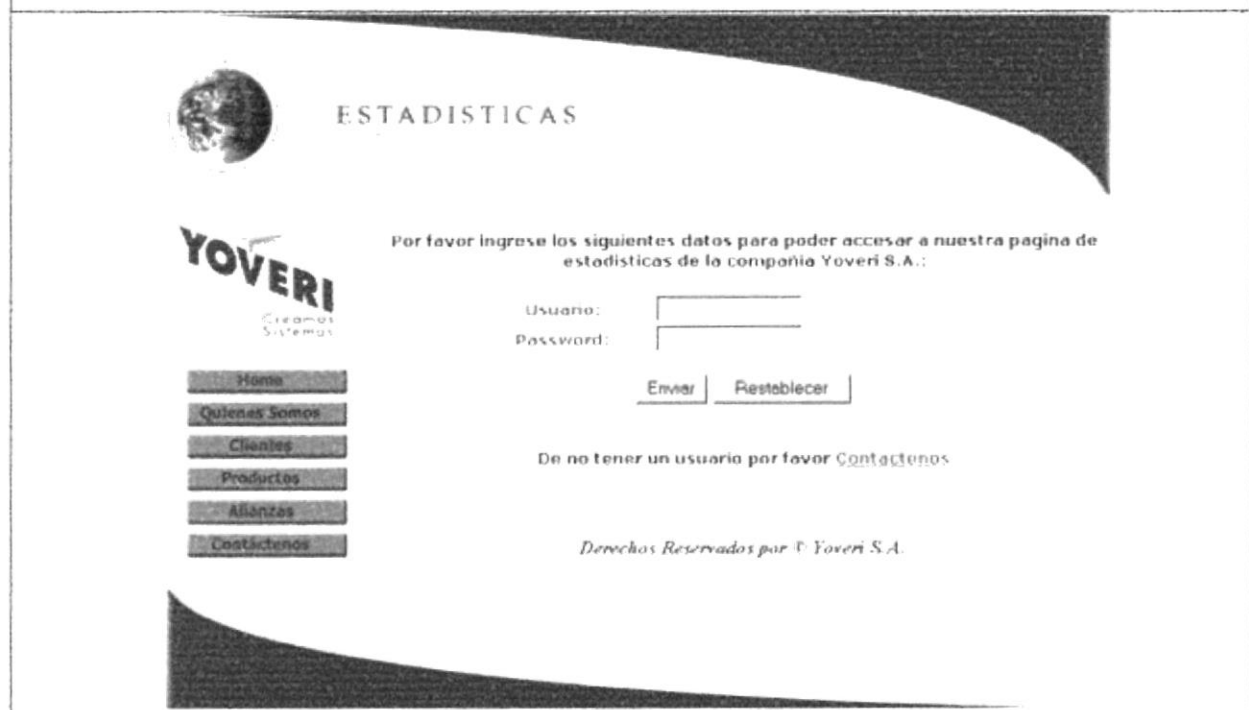 ESTADISTICAS
YOVERI
Creamos
Sistemas
Por favor ingrese los siguientes datos para poder accesar a nuestra pagina de
estadisticas de la compañia Yoveri S.A.:
Usuario:
Password:
Enviar Restablecer
De no tener un usuario por favor Contactenos
Home
Quienes Somos
Clientes
Productos
Alianzas
Contáctenos
Derechos Reservados por © Yoveri S.A.